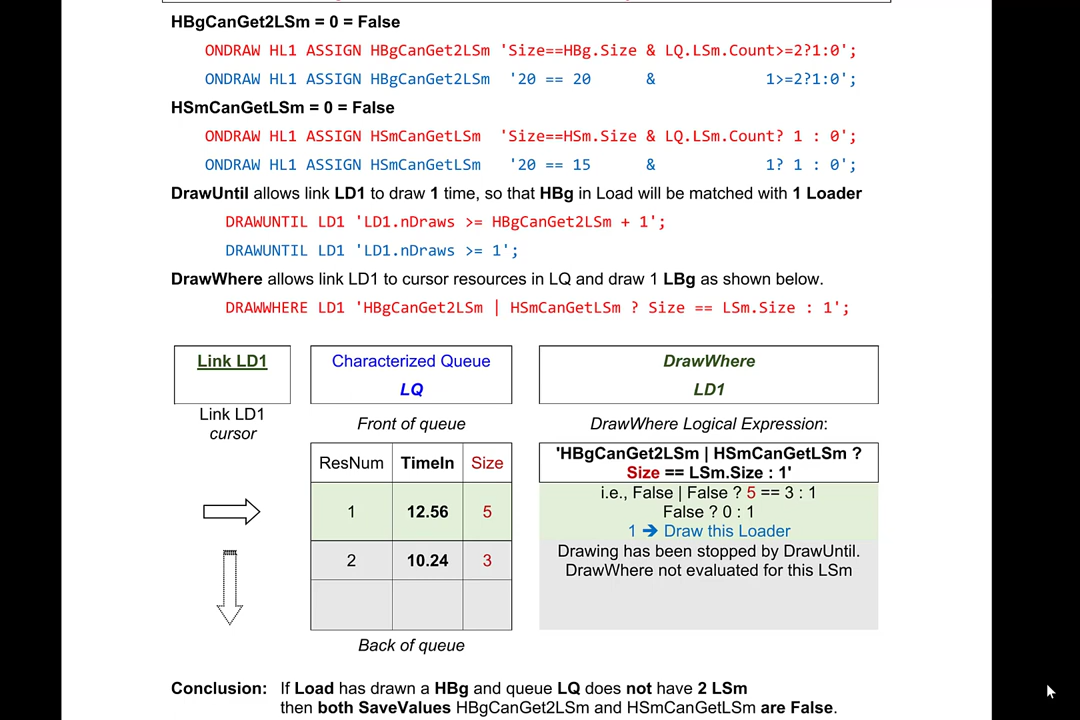 HBgCanGet2LSm = 0 = False
ONDRAW HL1 ASSIGN HBgCanGet2LSm 'Size==HBg.Size & LQ.LSm.Count>=2?1:0';
ONDRAW HL1 ASSIGN HBgCanGet2LSm '20 == 20 & 1>=2?1:0';
HSmCanGetLSm = 0 = False
ONDRAW HL1 ASSIGN HSmCanGetLSm 'Size==HSm.Size & LQ.LSm.Count? 1 : 0';
ONDRAW HL1 ASSIGN HSmCanGetLSm '20 == 15 & 1? 1 : 0';
DrawUntil allows link LD1 to draw 1 time, so that HBg in Load will be matched with 1 Loader
DRAWUNTIL LD1 'LD1.nDraws >= HBgCanGet2LSm + 1';
DRAWUNTIL LD1 'LD1.nDraws >= 1';
DrawWhere allows link LD1 to cursor resources in LQ and draw 1 LBg as shown below.
DRAWWHERE LD1 'HBgCanGet2LSm | HSmCanGetLSm ? Size == LSm.Size : 1';
Link LD1
Characterized Queue
LQ
DrawWhere
LD1
Link LD1
cursor
Front of queue
DrawWhere Logical Expression:
ResNum TimeIn Size
'HBgCanGet2LSm | HSmCanGetLSm ?
Size == LSm.Size : 1'
1 12.56 5
i.e., False | False ? 5 == 3 : 1
False ? 0 : 1
1 ➔ Draw this Loader
2 10.24 3
Drawing has been stopped by DrawUntil.
DrawWhere not evaluated for this LSm
Back of queue
Conclusion: If Load has drawn a HBg and queue LQ does not have 2 LSm
then both SaveValues HBgCanGet2LSm and HSmCanGetLSm are False.